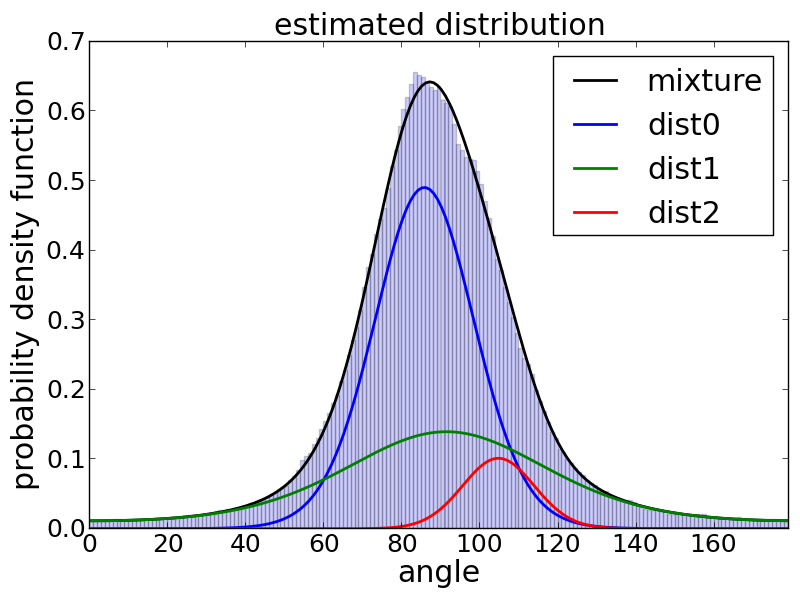 estimated distribution
0.7
0.6
0.5
0.4
0.3
0.2
0.1
0.0
probability density function
mixture
dist0
dist1
dist2
0 20 40 60 80 100 120 140 160
angle